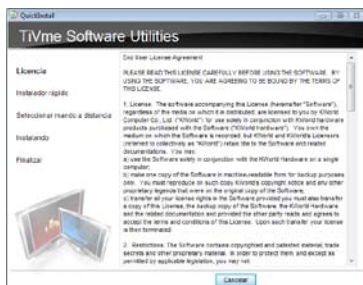 QuickInstall
TiVme Software Utilities
Licencia
Instalador rápido
Seleccionar mando a distancia
Instalando
Finalizar
End User License Agreement
PLEASE READ THIS LICENSE CAREFULLY BEFORE USING THE SOFTWARE. BY
USING THE SOFTWARE, YOU ARE AGREEING TO BE BOUND BY THE TERMS OF
THIS LICENSE.
1. License. The software accompanying this License (hereinafter "Software"),
regardless of the media on which it is distributed, are licensed to you by KWorld
Computer Co., Ltd. ("KWorld") for use solely in conjunction with KWorld hardware
products purchased with the Software ("KWorld Hardware"). You own the
medium on which the Software is recorded, but KWorld and KWorld's Licensors
(referred to collectively as "KWorld") retain title to the Software and related
documentations. You may:
a) use the Software solely in conjunction with the KWorld Hardware on a single
computer;
b) make one copy of the Software in machine-readable form for backup purposes
only. You must reproduce on such copy KWorld's copyright notice and any other
proprietary legends that were on the original copy of the Software;
c) transfer all your license rights in the Software provided you must also transfer
a copy of this License, the backup copy of the Software, the KWorld Hardware
and the related documentation and provided the other party reads and agrees to
accept the terms and conditions of this License. Upon such transfer your license
is then terminated.
2. Restrictions. The Software contains copyrighted and patented material, trade
secrets and other proprietary material. In order to protect them, and except as
permitted by applicable legislation, you may not:
Cancelar